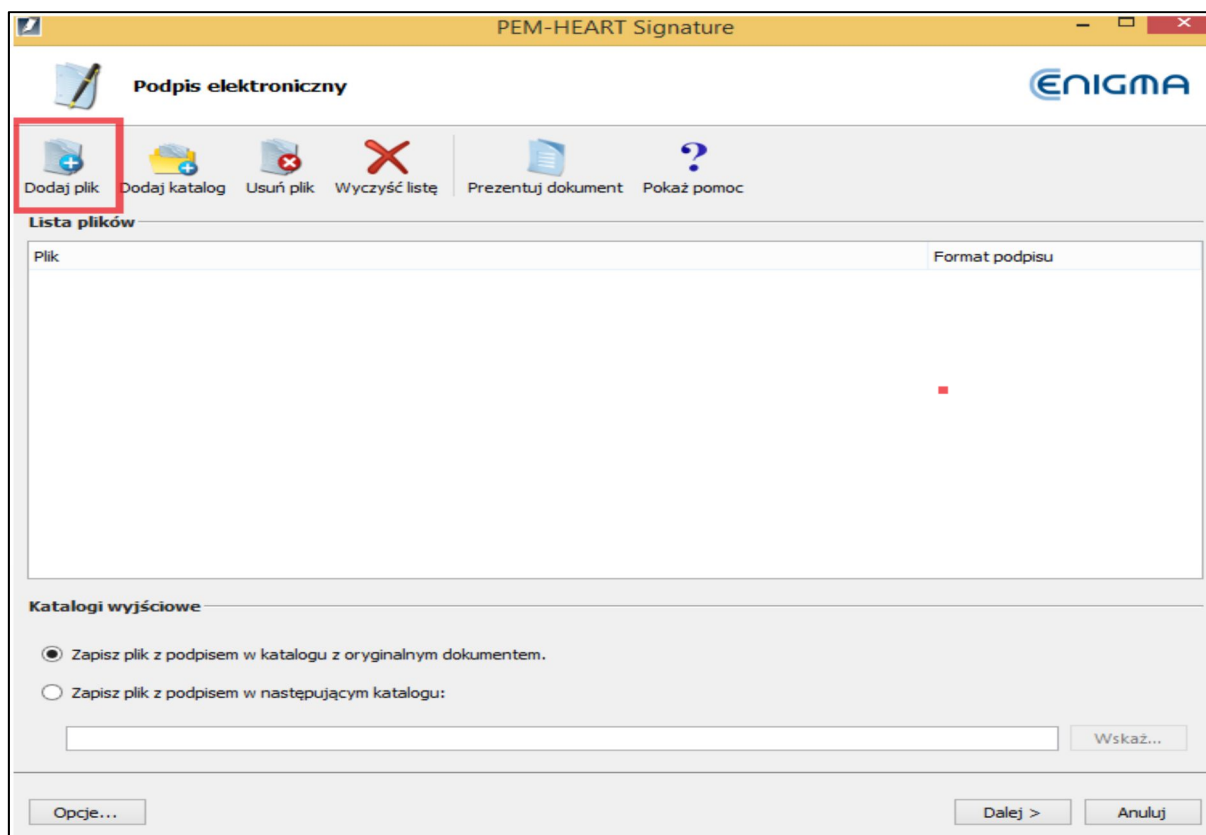 PEM-HEART Signature
Podpis elektroniczny
ENIGMA
Dodaj plik Dodaj katalog Usuń plik Wyczyść listę Prezentuj dokument Pokaż pomoc
?
Lista plików
Plik Format podpisu
Katalogi wyjściowe
Zapisz plik z podpisem w katalogu z oryginalnym dokumentem.
Zapisz plik z podpisem w następującym katalogu:
Wskaż...
Opcje... Dalej > Anuluj